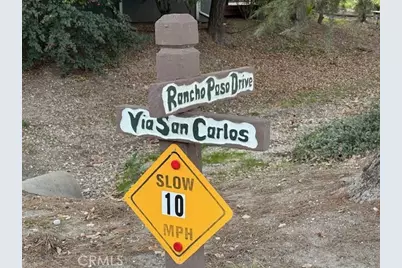 Rancho Paso Drive
Via San Carlos
SLOW
10
MPH
CRMLS